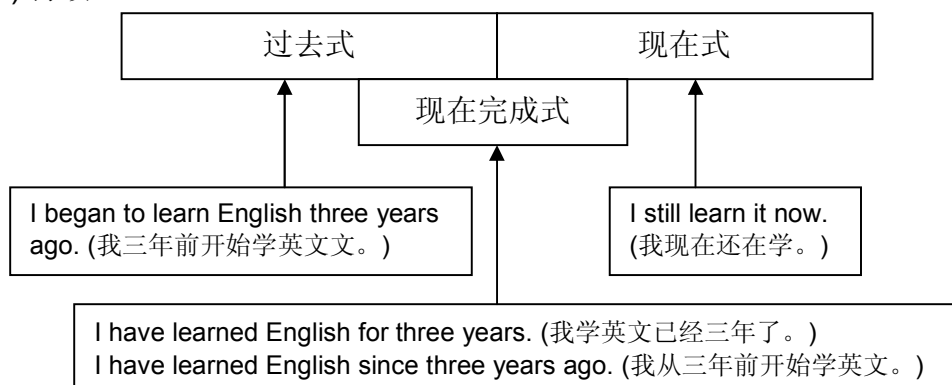 过去式
现在式
现在完成式
I began to learn English three years
ago. (我三年前开始学英文文。)
I still learn it now.
(我现在还在学。)
I have learned English for three years. (我学英文已经三年了。)
I have learned English since three years ago. (我从三年前开始学英文。)